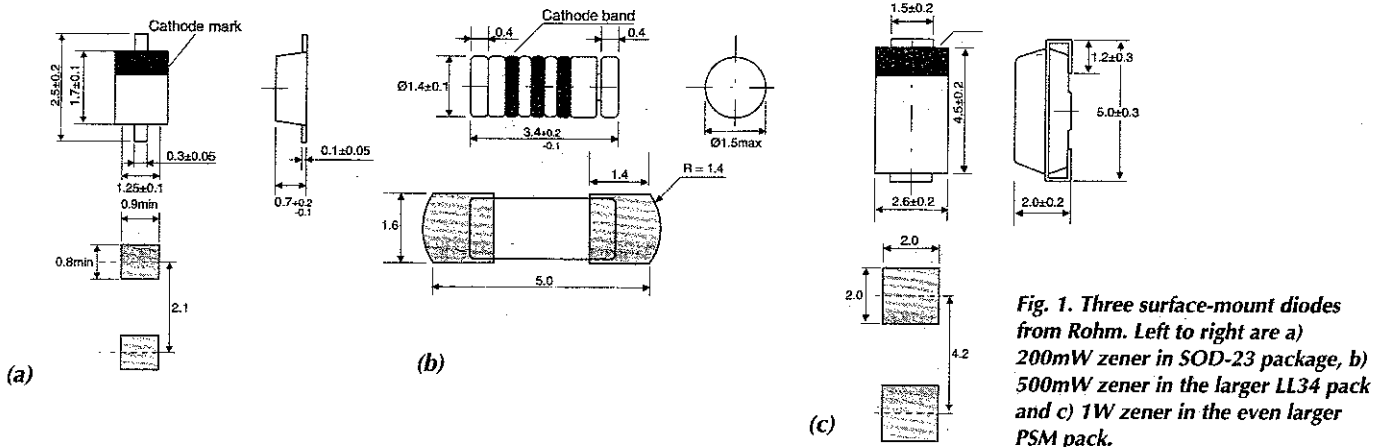 Cathode mark
2.5±0.2
1.7±0.1
0.3±0.05
1.25±0.1
0.9min
0.8min
2.1
(a)
0.1±0.05
0.7+0.2
-0.1
Cathode band
0.4
0.4
Ø1.4±0.1
3.4+0.2
-0.1
Ø1.5max
1.4
R = 1.4
1.6
5.0
(b)
1.5±0.2
4.5±0.2
2.6±0.2
1.2±0.3
5.0±0.3
2.0±0.2
2.0
2.0
4.2
(c)
Fig. 1. Three surface-mount diodes
from Rohm. Left to right are a)
200mW zener in SOD-23 package, b)
500mW zener in the larger LL34 pack
and c) 1W zener in the even larger
PSM pack.